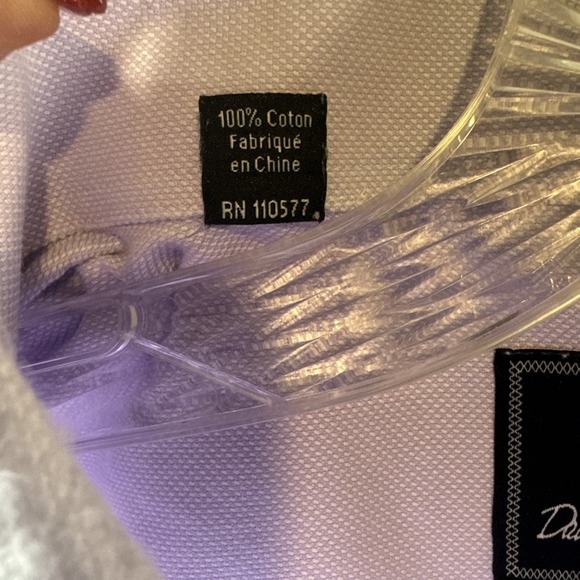 100% Coton
Fabriqué
en Chine
RN 110577